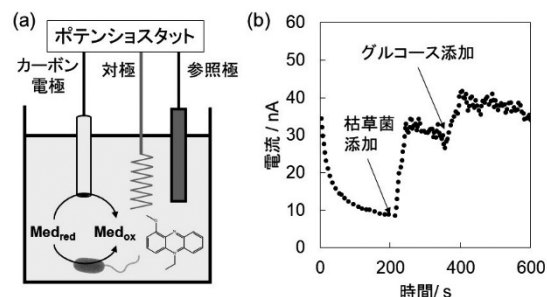 (a)
ポテンショスタット
カーボン
電極
対極
参照極
Medred
Medox
(b)
60
50
40
30
20
10
0
電流 / nA
グルコース添加
枯草菌
添加
0
200
400
600
時間/ s